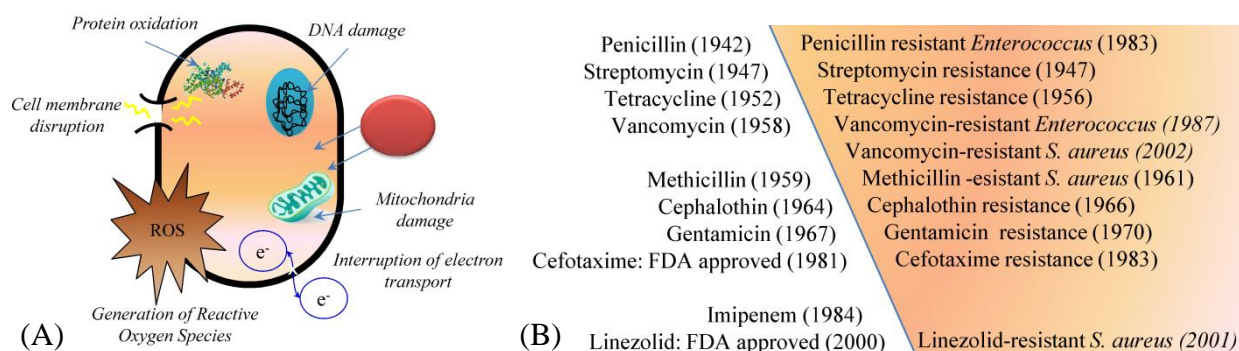 Protein oxidation
DNA damage
Cell membrane
disruption
Mitochondria
damage
ROS
e-
Interruption of electron
transport
e-
Generation of Reactive
Oxygen Species
(A)
Penicillin (1942)
Streptomycin (1947)
Tetracycline (1952)
Vancomycin (1958)
Methicillin (1959)
Cephalothin (1964)
Gentamicin (1967)
Cefotaxime: FDA approved (1981)
Imipenem (1984)
Linezolid: FDA approved (2000)
Penicillin resistant Enterococcus (1983)
Streptomycin resistance (1947)
Tetracycline resistance (1956)
Vancomycin-resistant Enterococcus (1987)
Vancomycin-resistant S. aureus (2002)
Methicillin -esistant S. aureus (1961)
Cephalothin resistance (1966)
Gentamicin resistance (1970)
Cefotaxime resistance (1983)
Linezolid-resistant S. aureus (2001)
(B)